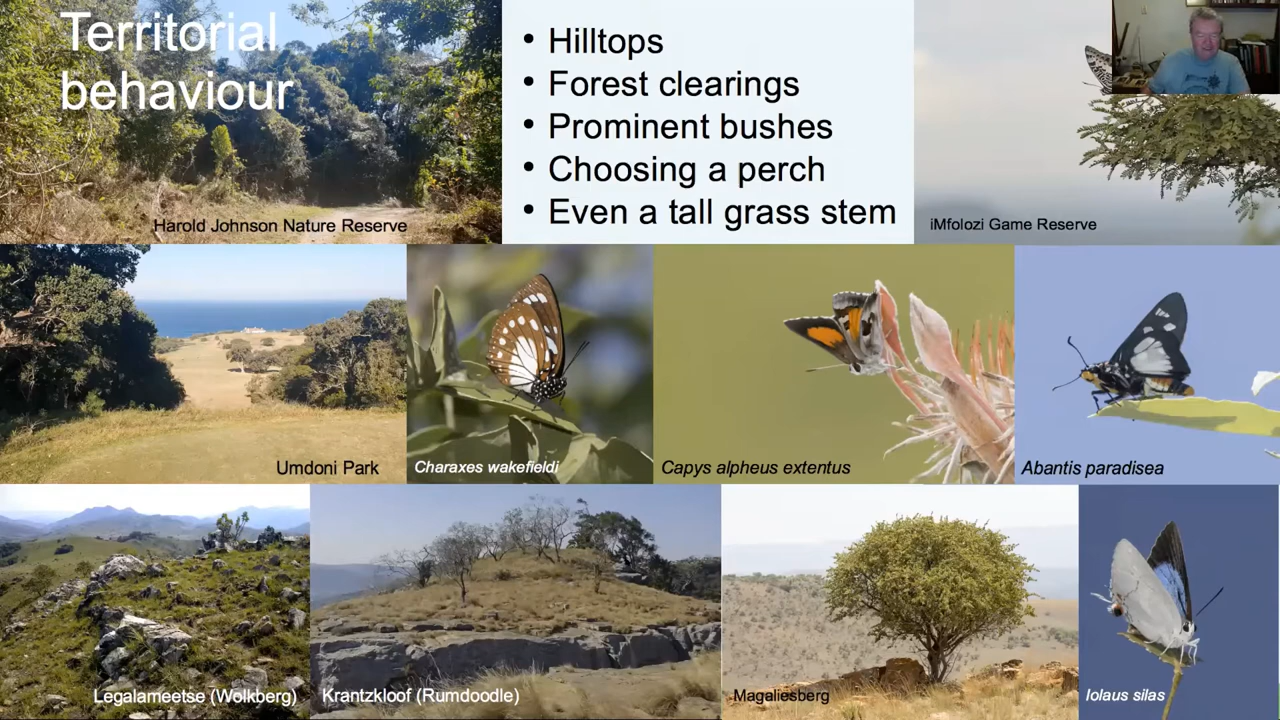 Territorial
behaviour
Harold Johnson Nature Reserve
• Hilltops
• Forest clearings
• Prominent bushes
• Choosing a perch
• Even a tall grass stem
iMfolozi Game Reserve
Umdoni Park
Charaxes wakefieldi
Capys alpheus extentus
Abantis paradisea
Legalameetse (Wolkberg)
Krantzkloof (Rumdoodle)
Magaliesberg
Iolaus silas